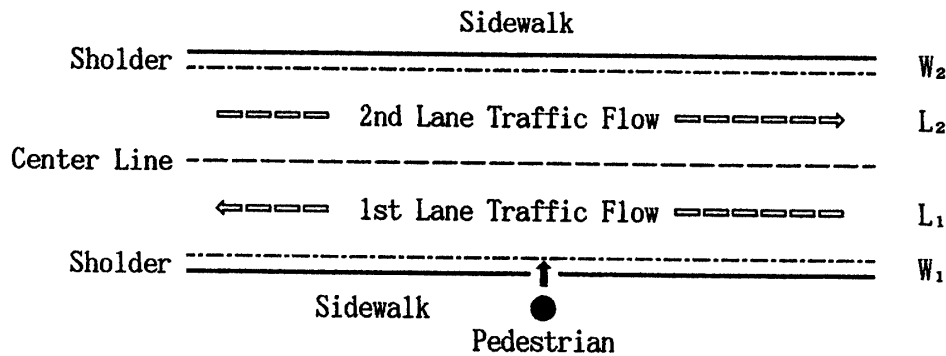 Sidewalk
Sholder W₂
2nd Lane Traffic Flow L₂
Center Line
1st Lane Traffic Flow L₁
Sholder W₁
Sidewalk
Pedestrian